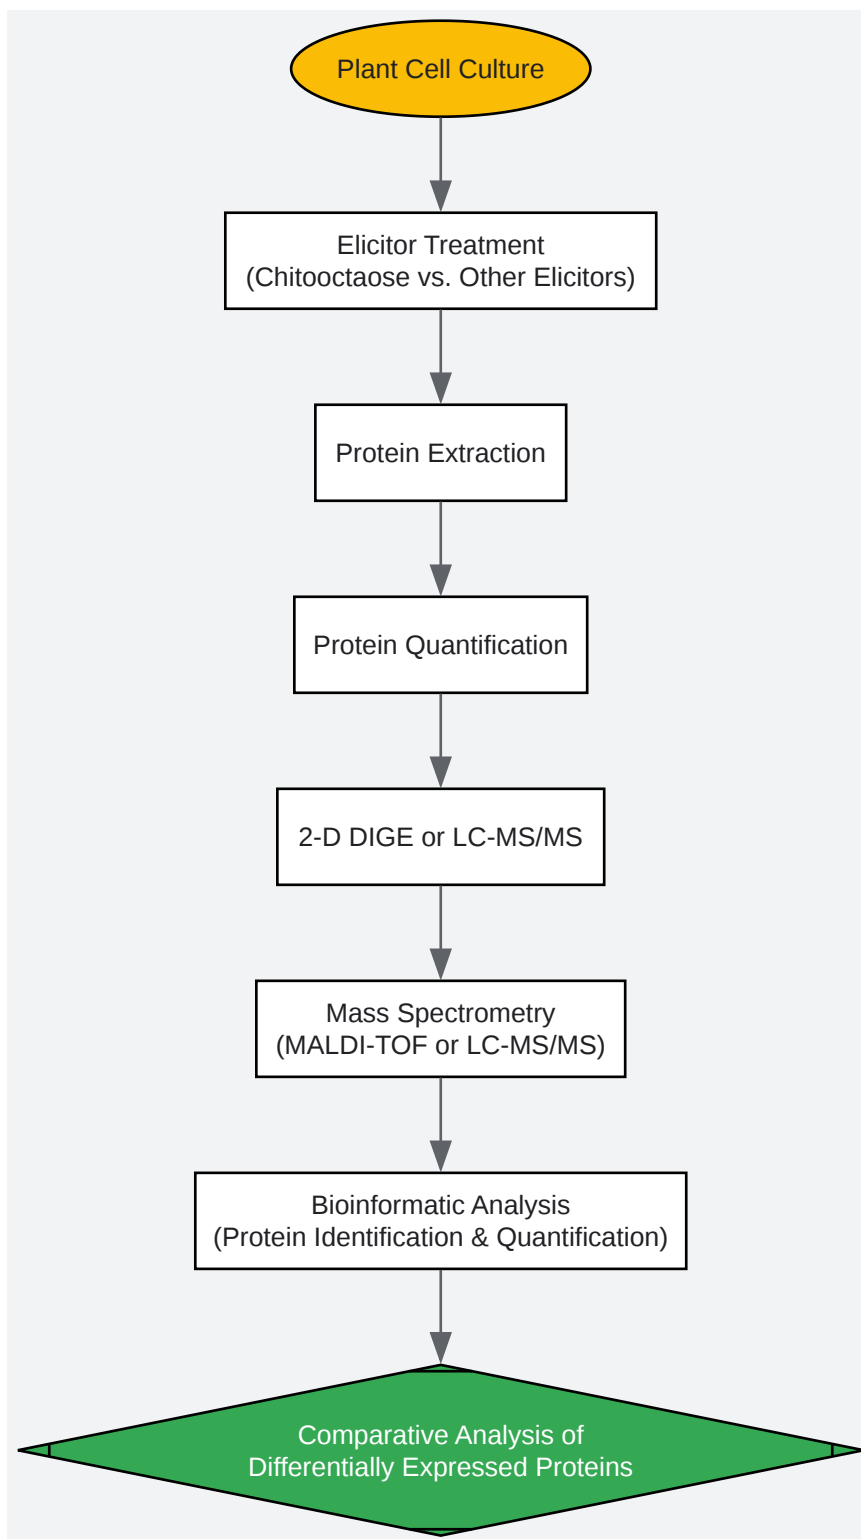 Plant Cell Culture
Elicitor Treatment
(Chitooctaose vs. Other Elicitors)
Protein Extraction
Protein Quantification
2-D DIGE or LC-MS/MS
Mass Spectrometry
(MALDI-TOF or LC-MS/MS)
Bioinformatic Analysis
(Protein Identification & Quantification)
Comparative Analysis of
Differentially Expressed Proteins